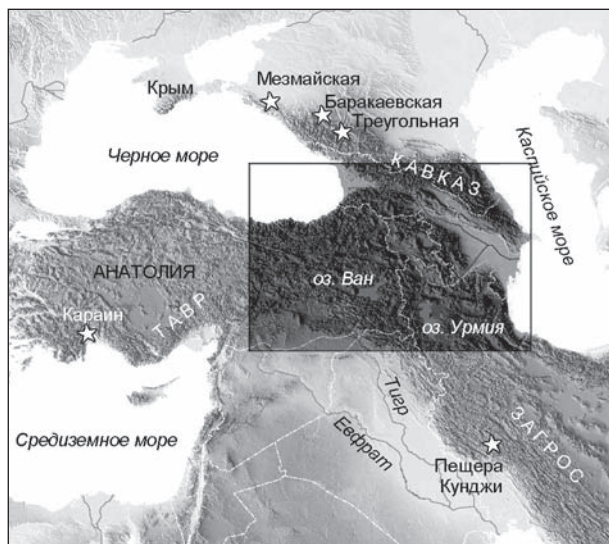 Мезмайская
Крым
Баракаевская
Треугольная
Черное море
КАВКАЗ
Каспийское море
АНАТОЛИЯ
оз. Ван
ТАВР
Караин
оз. Урмия
Тигр
Евфрат
Средиземное море
ЗАГРОС
Пещера
Кунджи